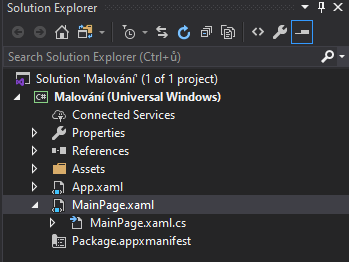 Solution Explorer
Search Solution Explorer (Ctrl+ů)
Solution 'Malování' (1 of 1 project)
C# Malování (Universal Windows)
Connected Services
Properties
References
Assets
App.xaml
MainPage.xaml
MainPage.xaml.cs
Package.appxmanifest